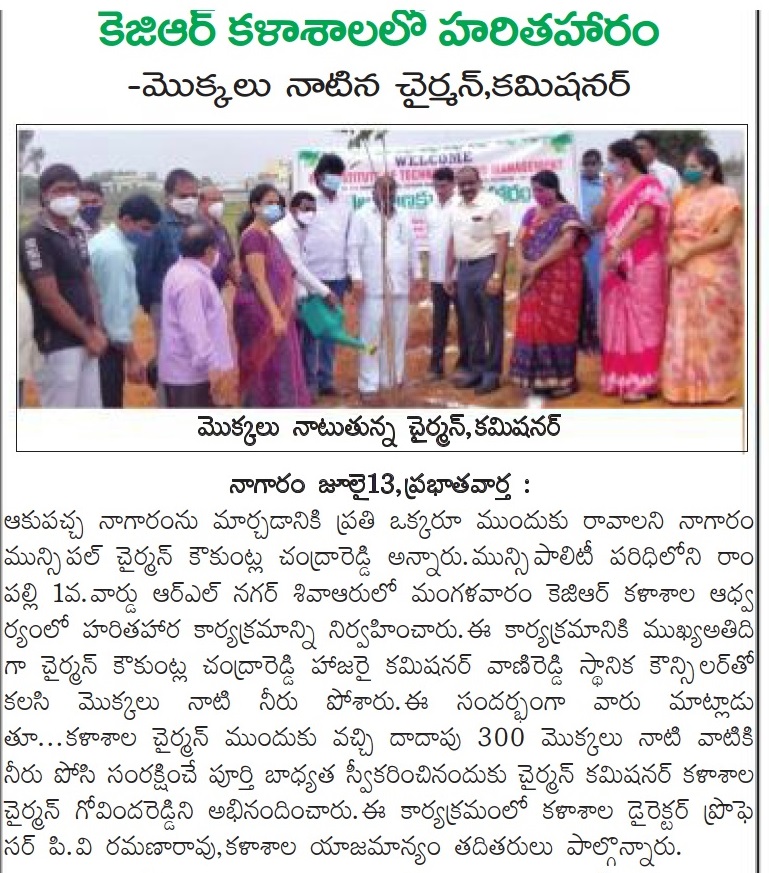 కెజిఆర్ కళాశాలలో హరితహారం
-మొక్కలు నాటిన చైర్మన్,కమిషనర్
WELCOME
మొక్కలు నాటుతున్న చైర్మన్,కమిషనర్
నాగారం జూలై13,ప్రభాతవార్త :
ఆకుపచ్చ నాగారంను మార్చడానికి ప్రతి ఒక్కరూ ముందుకు రావాలని నాగారం
మున్సిపల్ చైర్మన్ కౌకుంట్ల చంద్రారెడ్డి అన్నారు.మున్సిపాలిటీ పరిధిలోని రాం
పల్లి 1వ.వార్డు ఆర్ఎల్ నగర్ శివారులో మంగళవారం కెజిఆర్ కళాశాల ఆధ్వ
ర్యంలో హరితహార కార్యక్రమాన్ని నిర్వహించారు.ఈ కార్యక్రమానికి ముఖ్యఅతిది
గా చైర్మన్ కౌకుంట్ల చంద్రారెడ్డి హాజరై కమిషనర్ వాణిరెడ్డి స్థానిక కౌన్సిలర్‌తో
కలసి మొక్కలు నాటి నీరు పోశారు.ఈ సందర్భంగా వారు మాట్లాడు
తూ...కళాశాల చైర్మన్ ముందుకు వచ్చి దాదాపు 300 మొక్కలు నాటి వాటికి
నీరు పోసి సంరక్షించే పూర్తి బాధ్యత స్వీకరించినందుకు చైర్మన్ కమిషనర్ కళాశాల
చైర్మన్ గోవిందరెడ్డిని అభినందించారు.ఈ కార్యక్రమంలో కళాశాల డైరెక్టర్ ప్రొఫె
సర్ పి.వి రమణారావు,కళాశాల యాజమాన్యం తదితరులు పాల్గొన్నారు.